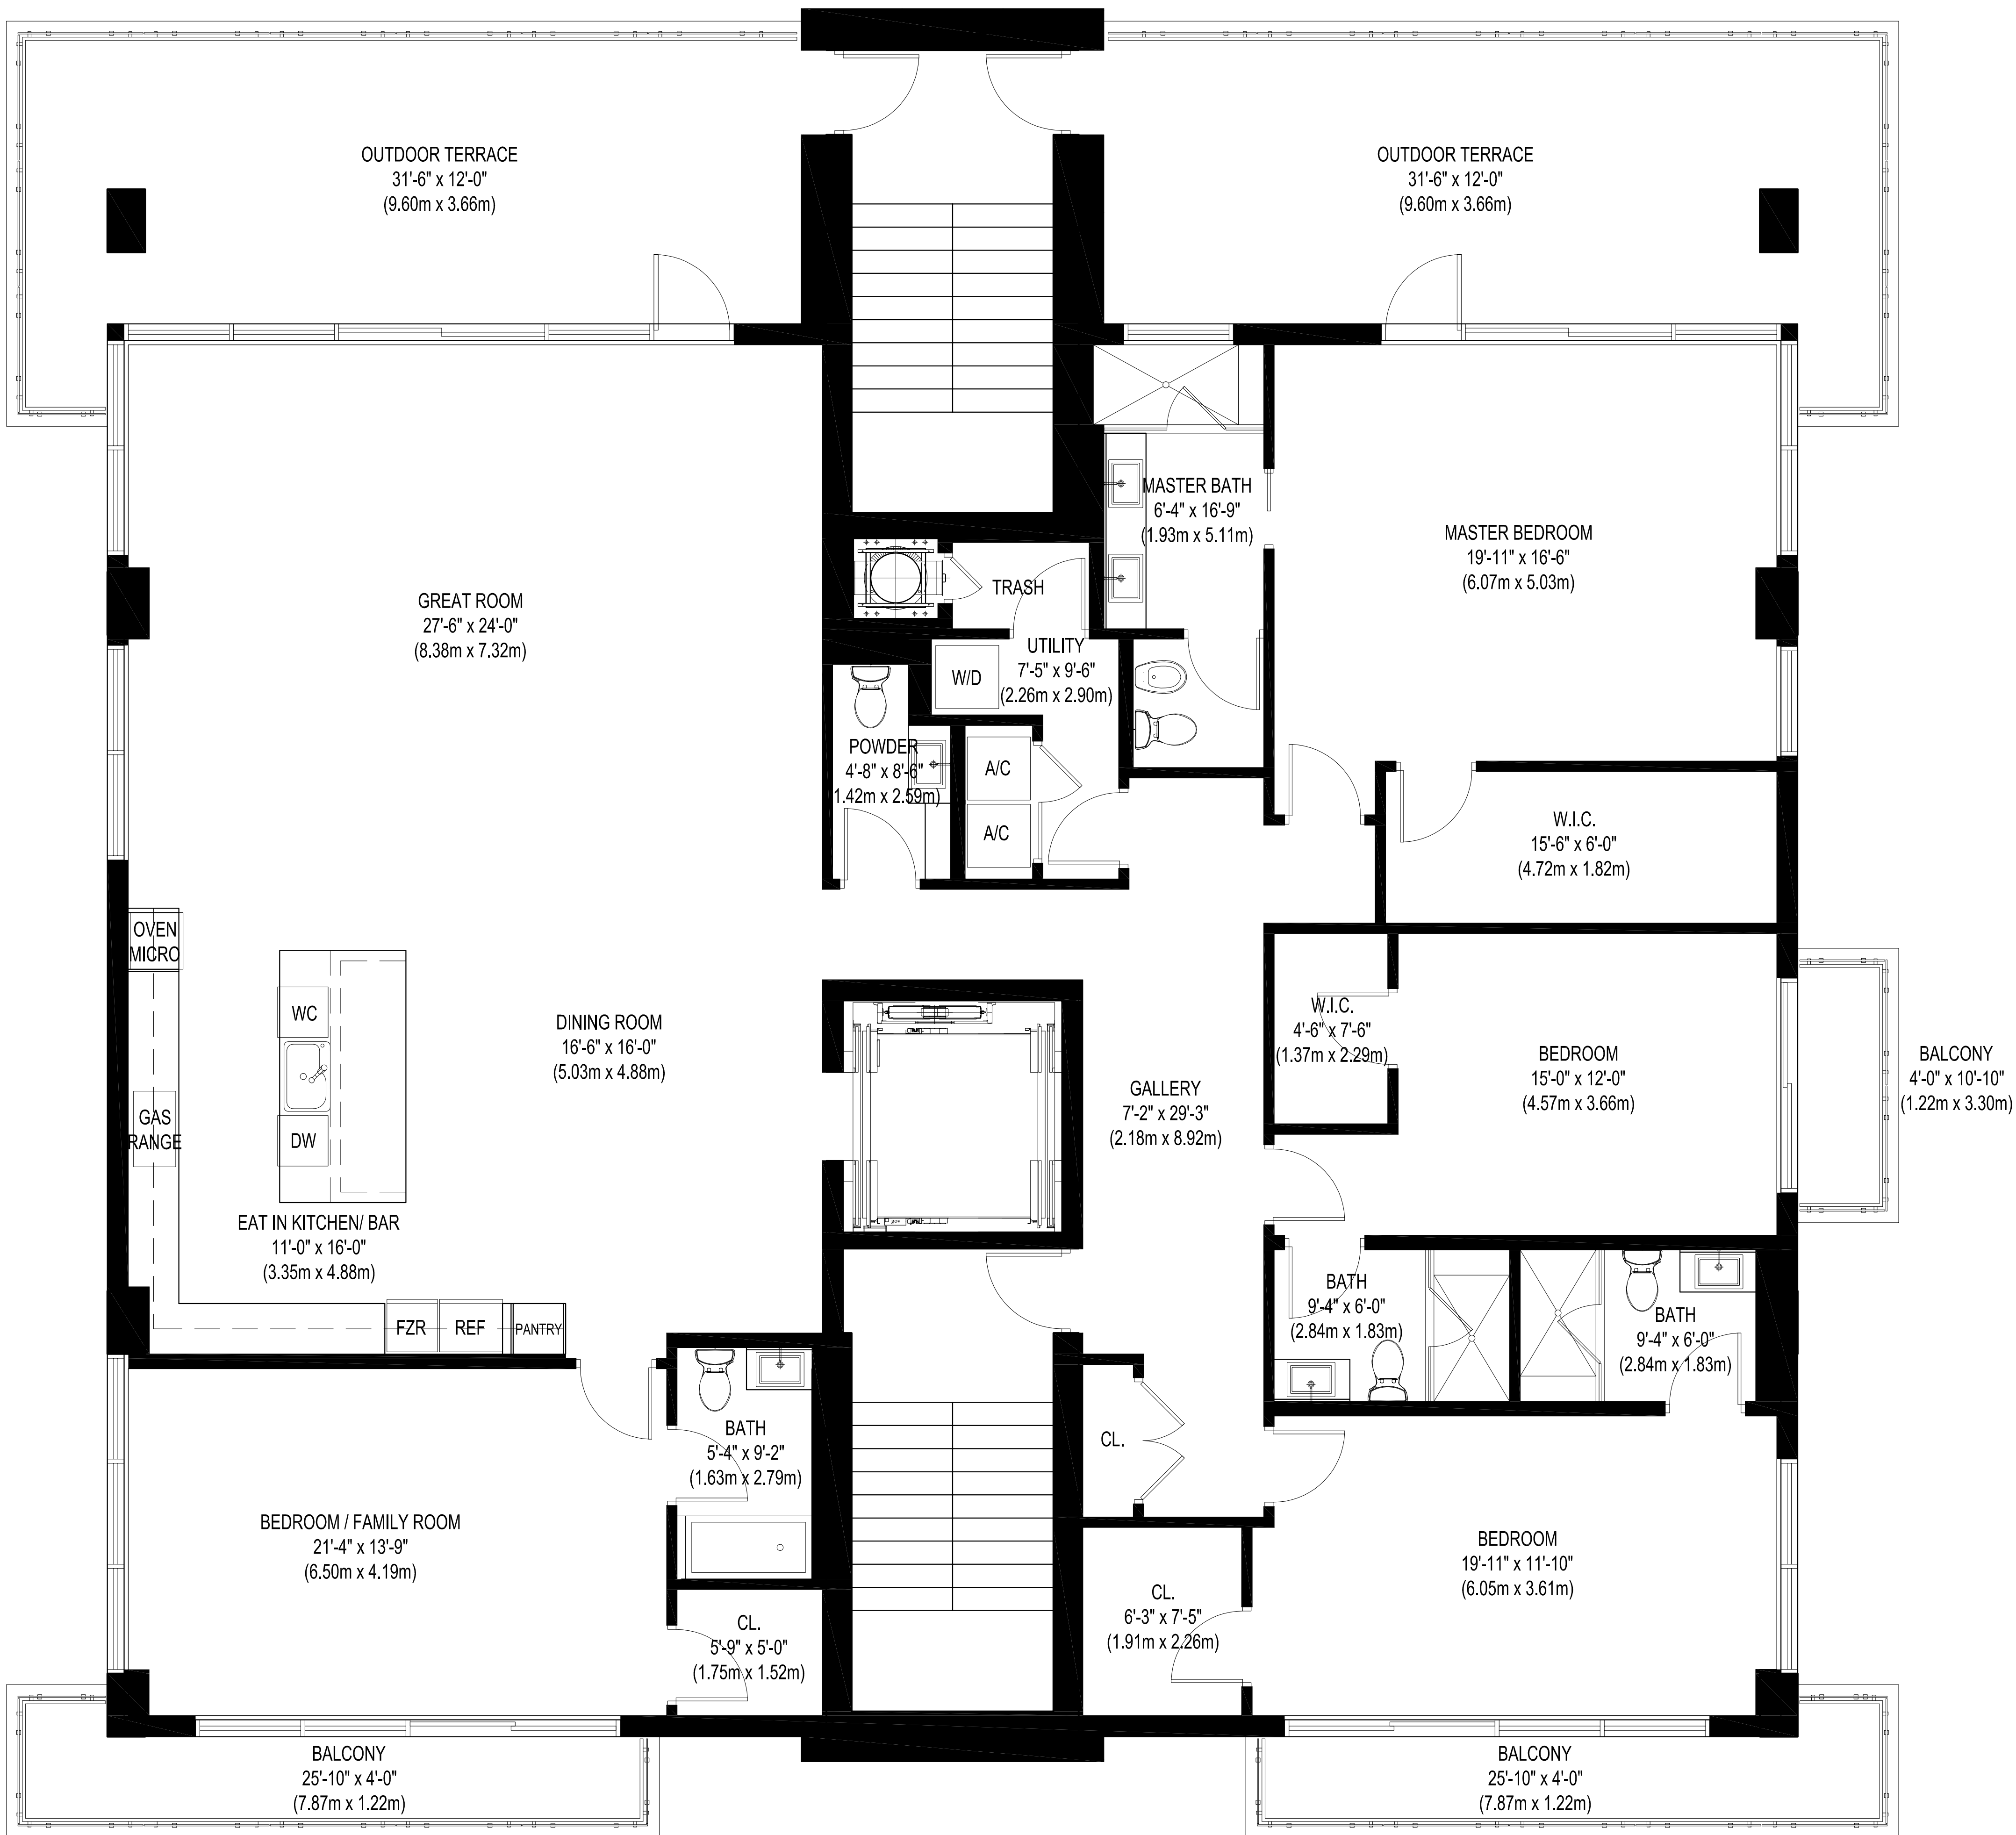 OUTDOOR TERRACE
31'-6" x 12'-0"
(9.60m x 3.66m)
OUTDOOR TERRACE
31'-6" x 12'-0"
(9.60m x 3.66m)
MASTER BATH
6'-4" x 16'-9"
(1.93m x 5.11m)
MASTER BEDROOM
19'-11" x 16'-6"
(6.07m x 5.03m)
GREAT ROOM
27'-6" x 24'-0"
(8.38m x 7.32m)
TRASH
UTILITY
7'-5" x 9'-6"
(2.26m x 2.90m)
W/D
POWDER
4'-8" x 8'-6"
1.42m x 2.59m)
A/C
A/C
W.I.C.
15'-6" x 6'-0"
(4.72m x 1.82m)
OVEN
MICRO
WC
GAS
RANGE
DW
DINING ROOM
16'-6" x 16'-0"
(5.03m x 4.88m)
W.I.C.
4'-6" x 7'-6"
(1.37m x 2.29m)
BEDROOM
15'-0" x 12'-0"
(4.57m x 3.66m)
BALCONY
4'-0" x 10'-10"
(1.22m x 3.30m)
GALLERY
7'-2" x 29'-3"
(2.18m x 8.92m)
EAT IN KITCHEN/ BAR
11'-0" x 16'-0"
(3.35m x 4.88m)
FZR
REF
PANTRY
BATH
9'-4" x 6'-0"
(2.84m x 1.83m)
BATH
9'-4" x 6'-0"
(2.84m x 1.83m)
BATH
5'-4" x 9'-2"
(1.63m x 2.79m)
CL.
BEDROOM / FAMILY ROOM
21'-4" x 13'-9"
(6.50m x 4.19m)
BEDROOM
19'-11" x 11'-10"
(6.05m x 3.61m)
CL.
5'-9" x 5'-0"
(1.75m x 1.52m)
CL.
6'-3" x 7'-5"
(1.91m x 2.26m)
BALCONY
25'-10" x 4'-0"
(7.87m x 1.22m)
BALCONY
25'-10" x 4'-0"
(7.87m x 1.22m)